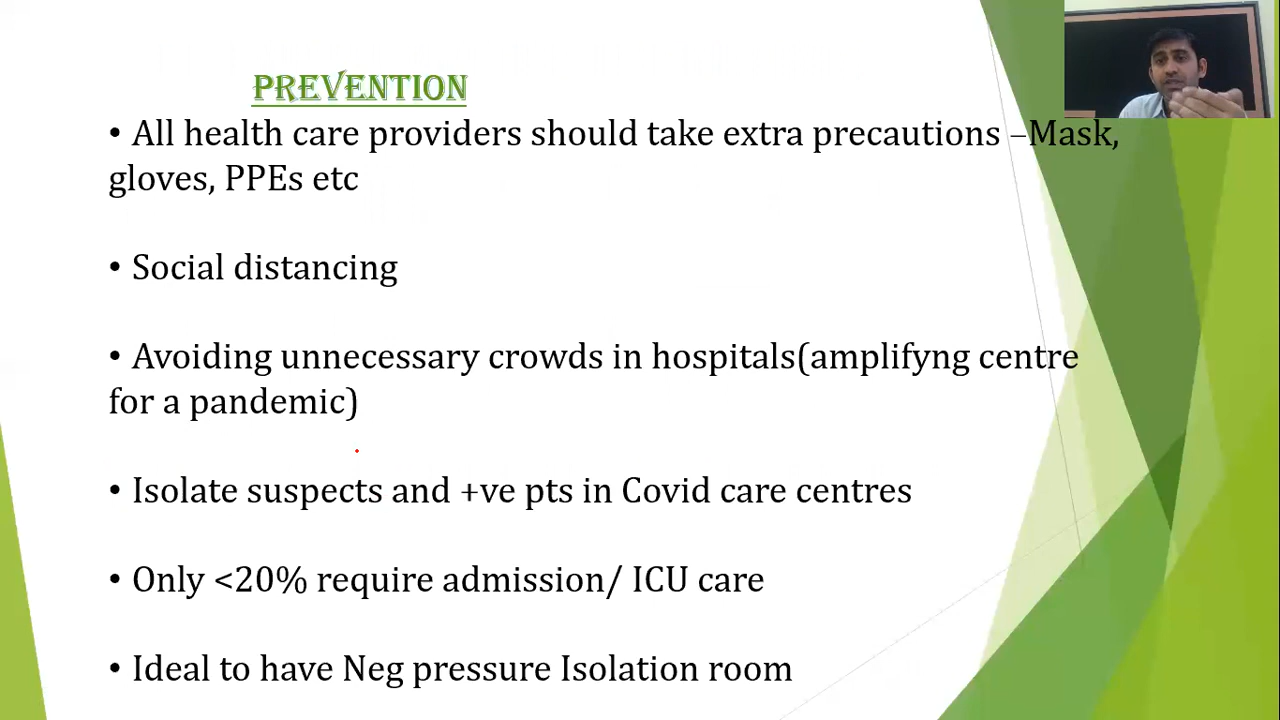 PREVENTION
• All health care providers should take extra precautions –Mask,
gloves, PPEs etc
• Social distancing
• Avoiding unnecessary crowds in hospitals(amplifyng centre
for a pandemic)
• Isolate suspects and +ve pts in Covid care centres
• Only <20% require admission/ ICU care
• Ideal to have Neg pressure Isolation room